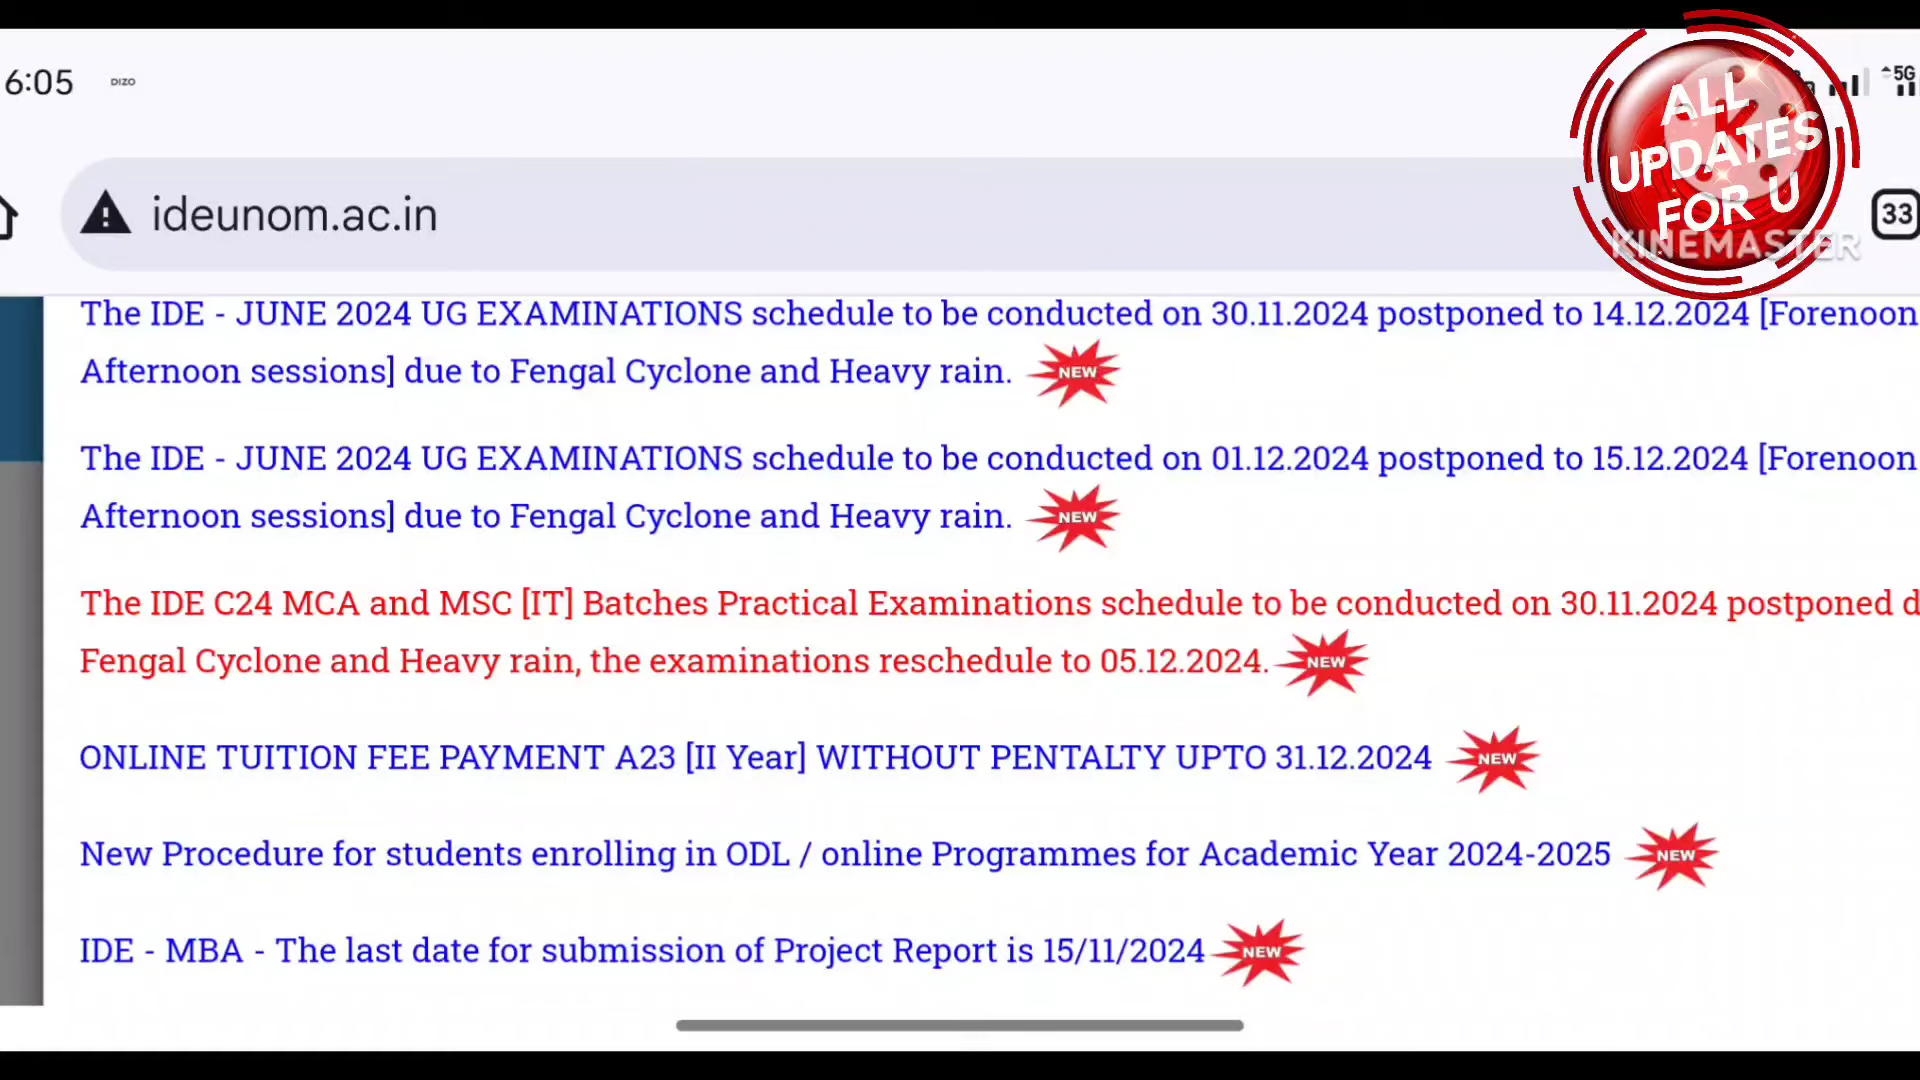 6:05 DIZO
5G
ALL
UPDATES
FOR U
KINEMASTER
ideunom.ac.in
33
The IDE - JUNE 2024 UG EXAMINATIONS schedule to be conducted on 30.11.2024 postponed to 14.12.2024 [Forenoon
Afternoon sessions] due to Fengal Cyclone and Heavy rain. NEW
The IDE - JUNE 2024 UG EXAMINATIONS schedule to be conducted on 01.12.2024 postponed to 15.12.2024 [Forenoon
Afternoon sessions] due to Fengal Cyclone and Heavy rain. NEW
The IDE C24 MCA and MSC [IT] Batches Practical Examinations schedule to be conducted on 30.11.2024 postponed d
Fengal Cyclone and Heavy rain, the examinations reschedule to 05.12.2024. NEW
ONLINE TUITION FEE PAYMENT A23 [II Year] WITHOUT PENTALTY UPTO 31.12.2024 NEW
New Procedure for students enrolling in ODL / online Programmes for Academic Year 2024-2025 NEW
IDE - MBA - The last date for submission of Project Report is 15/11/2024 NEW